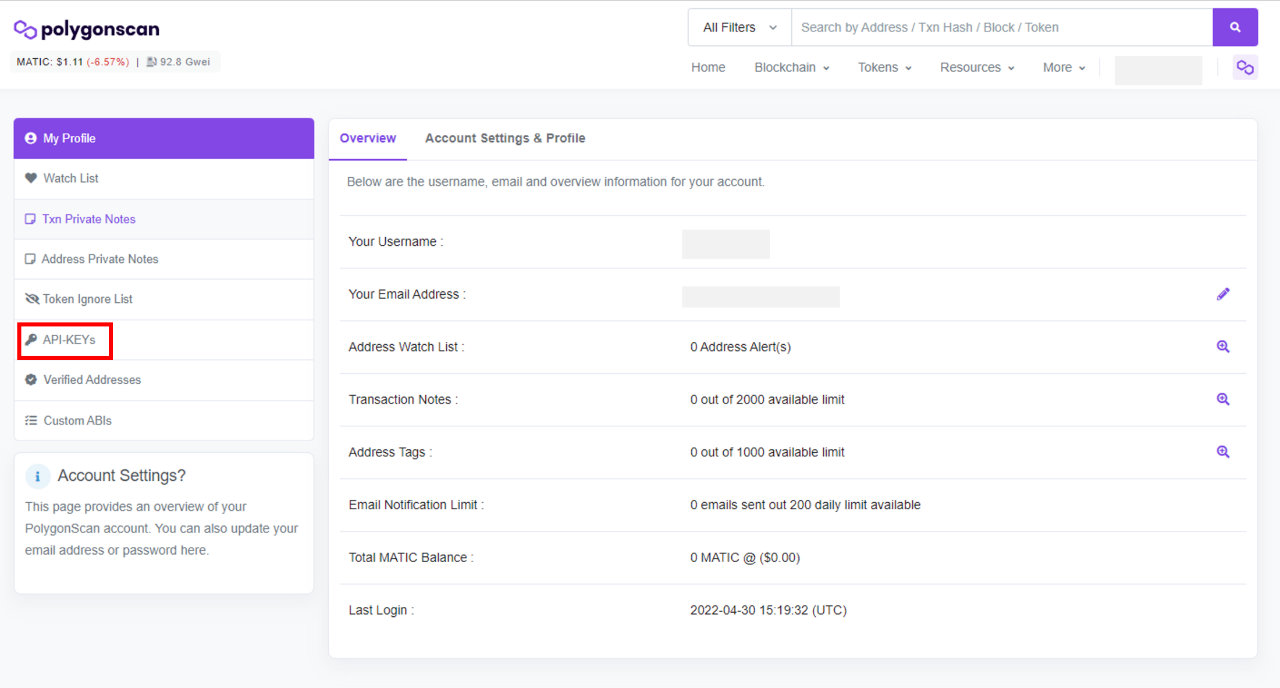 polygonscan
All Filters
Search by Address / Txn Hash / Block / Token
MATIC: $1.11 (-6.57%) | 92.8 Gwei
Home Blockchain Tokens Resources More
My Profile
Watch List
Txn Private Notes
Address Private Notes
Token Ignore List
API-KEYs
Verified Addresses
Custom ABIs
Account Settings?
This page provides an overview of your
PolygonScan account. You can also update your
email address or password here.
Overview Account Settings & Profile
Below are the username, email and overview information for your account.
Your Username :
Your Email Address :
Address Watch List : 0 Address Alert(s)
Transaction Notes : 0 out of 2000 available limit
Address Tags : 0 out of 1000 available limit
Email Notification Limit : 0 emails sent out 200 daily limit available
Total MATIC Balance : 0 MATIC @ ($0.00)
Last Login : 2022-04-30 15:19:32 (UTC)